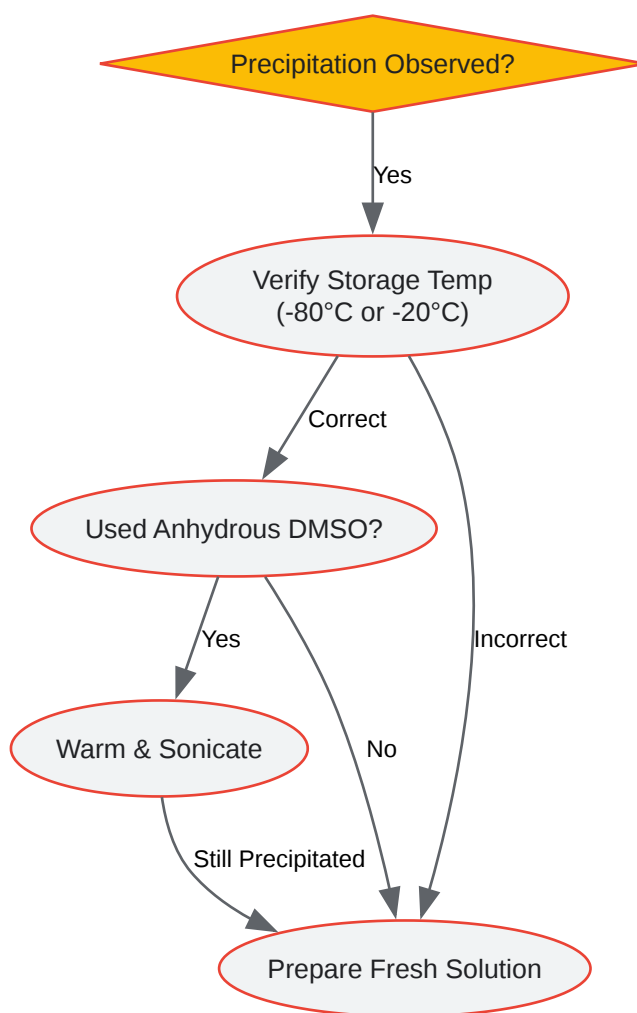 Precipitation Observed?
Yes
Verify Storage Temp
(-80°C or -20°C)
Correct
Used Anhydrous DMSO?
Yes
Incorrect
Warm & Sonicate
No
Still Precipitated
Prepare Fresh Solution